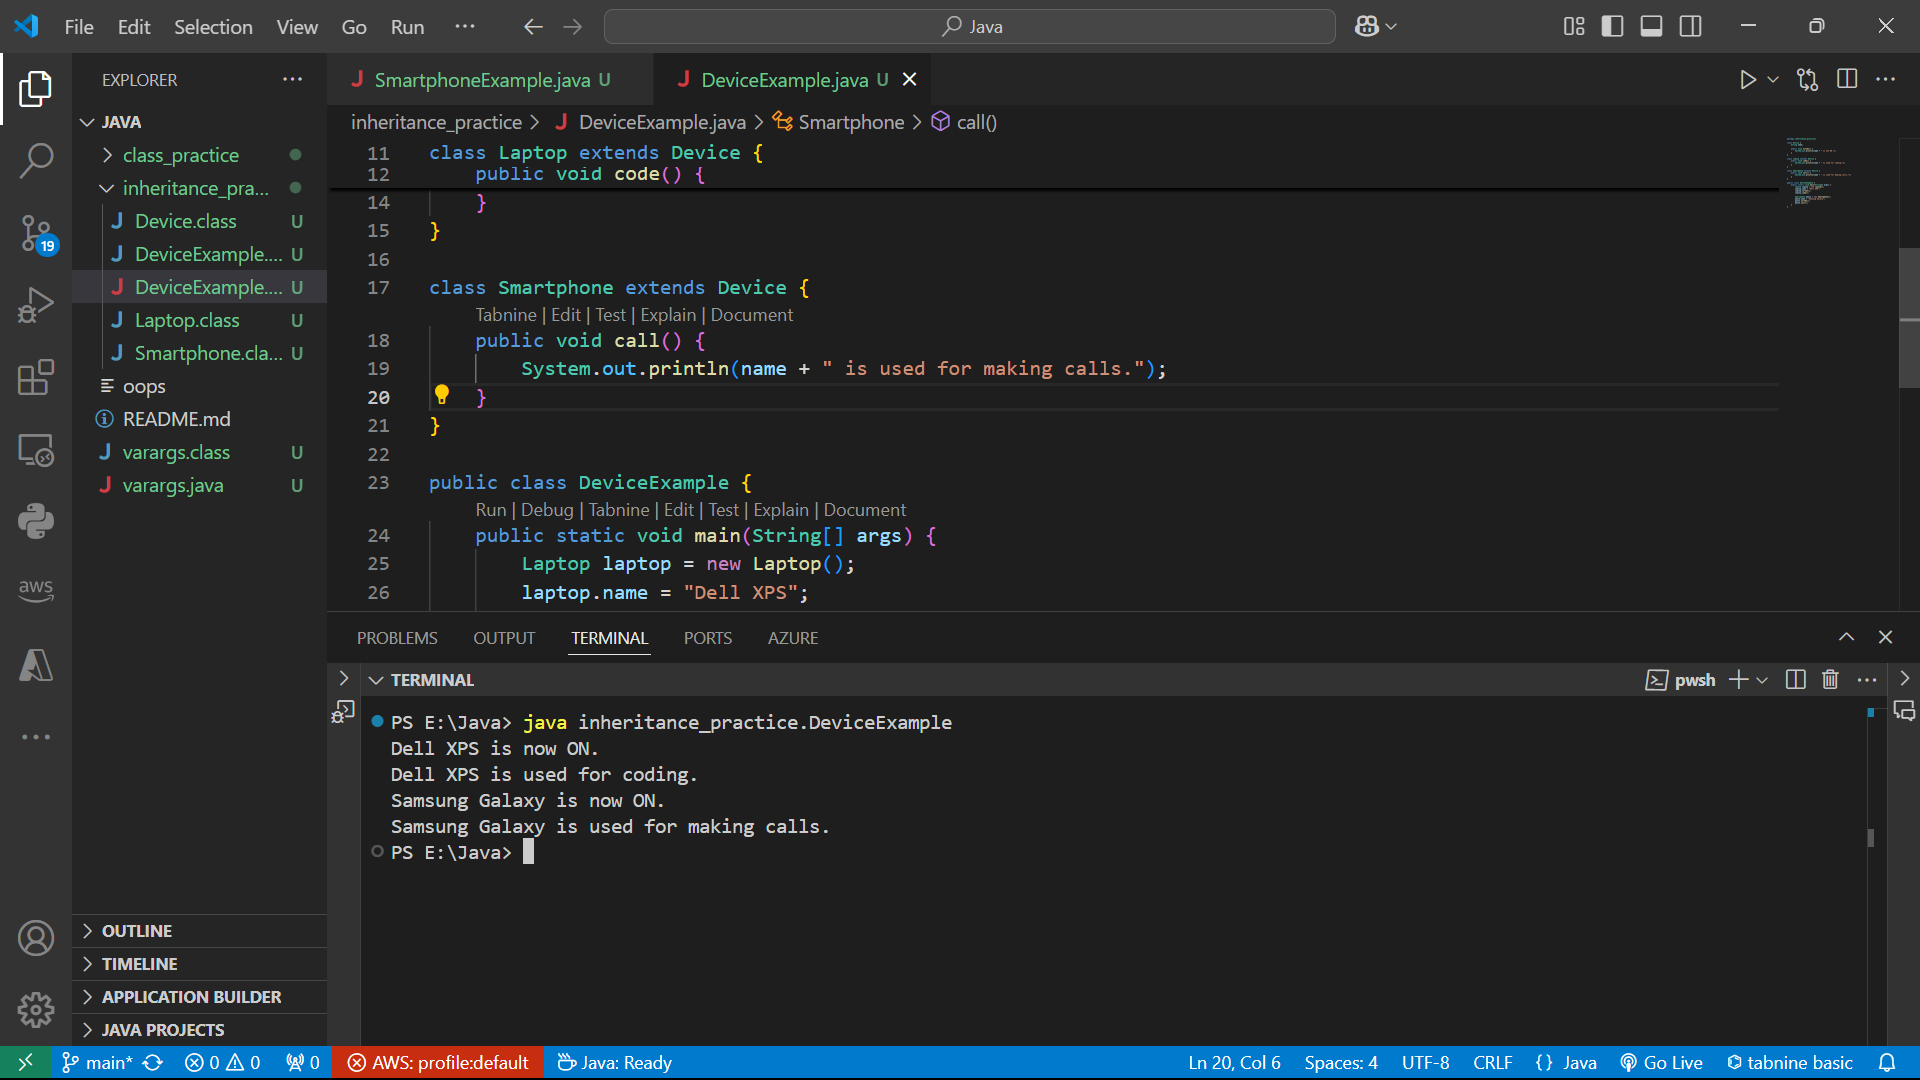 File Edit Selection View Go Run ···
Java
EXPLORER ···
JAVA
class_practice
inheritance_pra...
Device.class U
DeviceExample.... U
DeviceExample.... U
Laptop.class U
Smartphone.cla... U
oops
README.md
varargs.class U
varargs.java U
OUTLINE
TIMELINE
APPLICATION BUILDER
JAVA PROJECTS
19
aws
SmartphoneExample.java U
DeviceExample.java U
inheritance_practice > DeviceExample.java > Smartphone > call()
11 class Laptop extends Device {
12 public void code() {
14 }
15 }
16
17 class Smartphone extends Device {
Tabnine | Edit | Test | Explain | Document
18 public void call() {
19 System.out.println(name + " is used for making calls.");
20 }
21 }
22
23 public class DeviceExample {
Run | Debug | Tabnine | Edit | Test | Explain | Document
24 public static void main(String[] args) {
25 Laptop laptop = new Laptop();
26 laptop.name = "Dell XPS";
PROBLEMS OUTPUT TERMINAL PORTS AZURE
TERMINAL
pwsh
PS E:\Java> java inheritance_practice.DeviceExample
Dell XPS is now ON.
Dell XPS is used for coding.
Samsung Galaxy is now ON.
Samsung Galaxy is used for making calls.
PS E:\Java>
main* 0 0 0 AWS: profile:default Java: Ready Ln 20, Col 6 Spaces: 4 UTF-8 CRLF {} Java Go Live tabnine basic